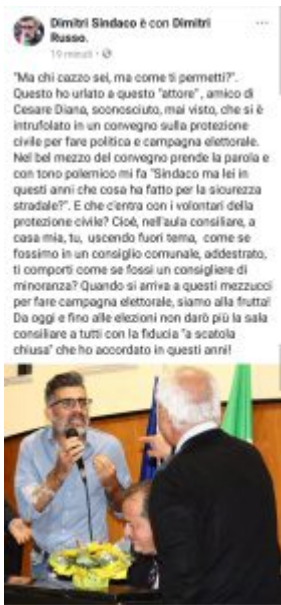 Dimitri Sindaco è con Dimitri
Russo.
19 minuti
"Ma chi cazzo sei, ma come ti permetti?".
Questo ho urlato a questo "attore", amico di
Cesare Diana, sconosciuto, mai visto, che si è
intrufolato in un convegno sulla protezione
civile per fare politica e campagna elettorale.
Nel bel mezzo del convegno prende la parola e
con tono polemico mi fa "Sindaco ma lei in
questi anni che cosa ha fatto per la sicurezza
stradale?". E che c'entra con i volontari della
protezione civile? Cioè, nell'aula consiliare, a
casa mia, tu, uscendo fuori tema, come se
fossimo in un consiglio comunale, addestrato,
ti comporti come se fossi un consigliere di
minoranza? Quando si arriva a questi mezzucci
per fare campagna elettorale, siamo alla frutta!
Da oggi e fino alle elezioni non darò più la sala
consiliare a tutti con la fiducia "a scatola
chiusa" che ho accordato in questi anni!